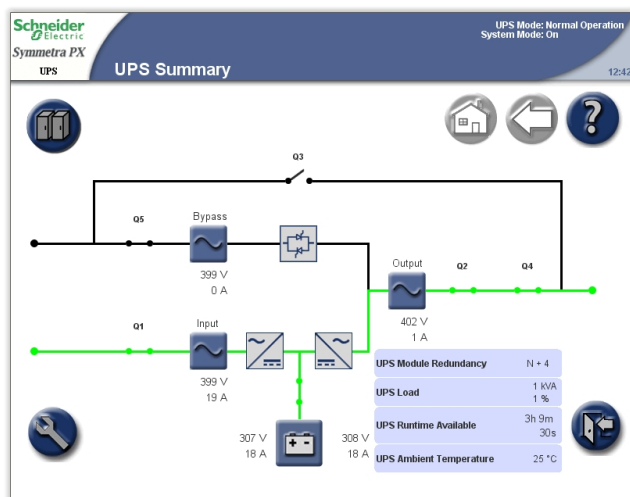 Schneider
Electric
Symmetra PX
UPS
UPS Summary
UPS Mode: Normal Operation
System Mode: On
12:42
?
Q3
Q5
Bypass
399 V
0 A
Output
Q2
Q4
402 V
1 A
Q1
Input
399 V
19 A
UPS Module Redundancy N + 4
UPS Load 1 kVA
1 %
UPS Runtime Available 3h 9m
30s
UPS Ambient Temperature 25 °C
307 V
18 A
308 V
18 A